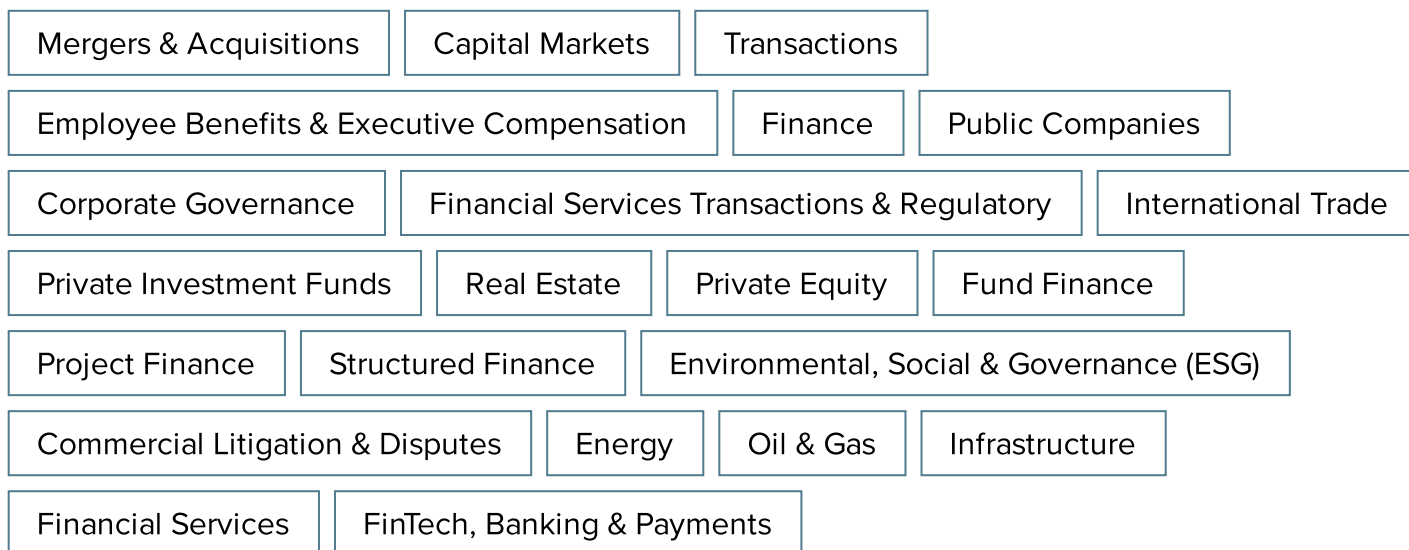 Mergers & Acquisitions Capital Markets Transactions
Employee Benefits & Executive Compensation Finance Public Companies
Corporate Governance Financial Services Transactions & Regulatory International Trade
Private Investment Funds Real Estate Private Equity Fund Finance
Project Finance Structured Finance Environmental, Social & Governance (ESG)
Commercial Litigation & Disputes Energy Oil & Gas Infrastructure
Financial Services FinTech, Banking & Payments